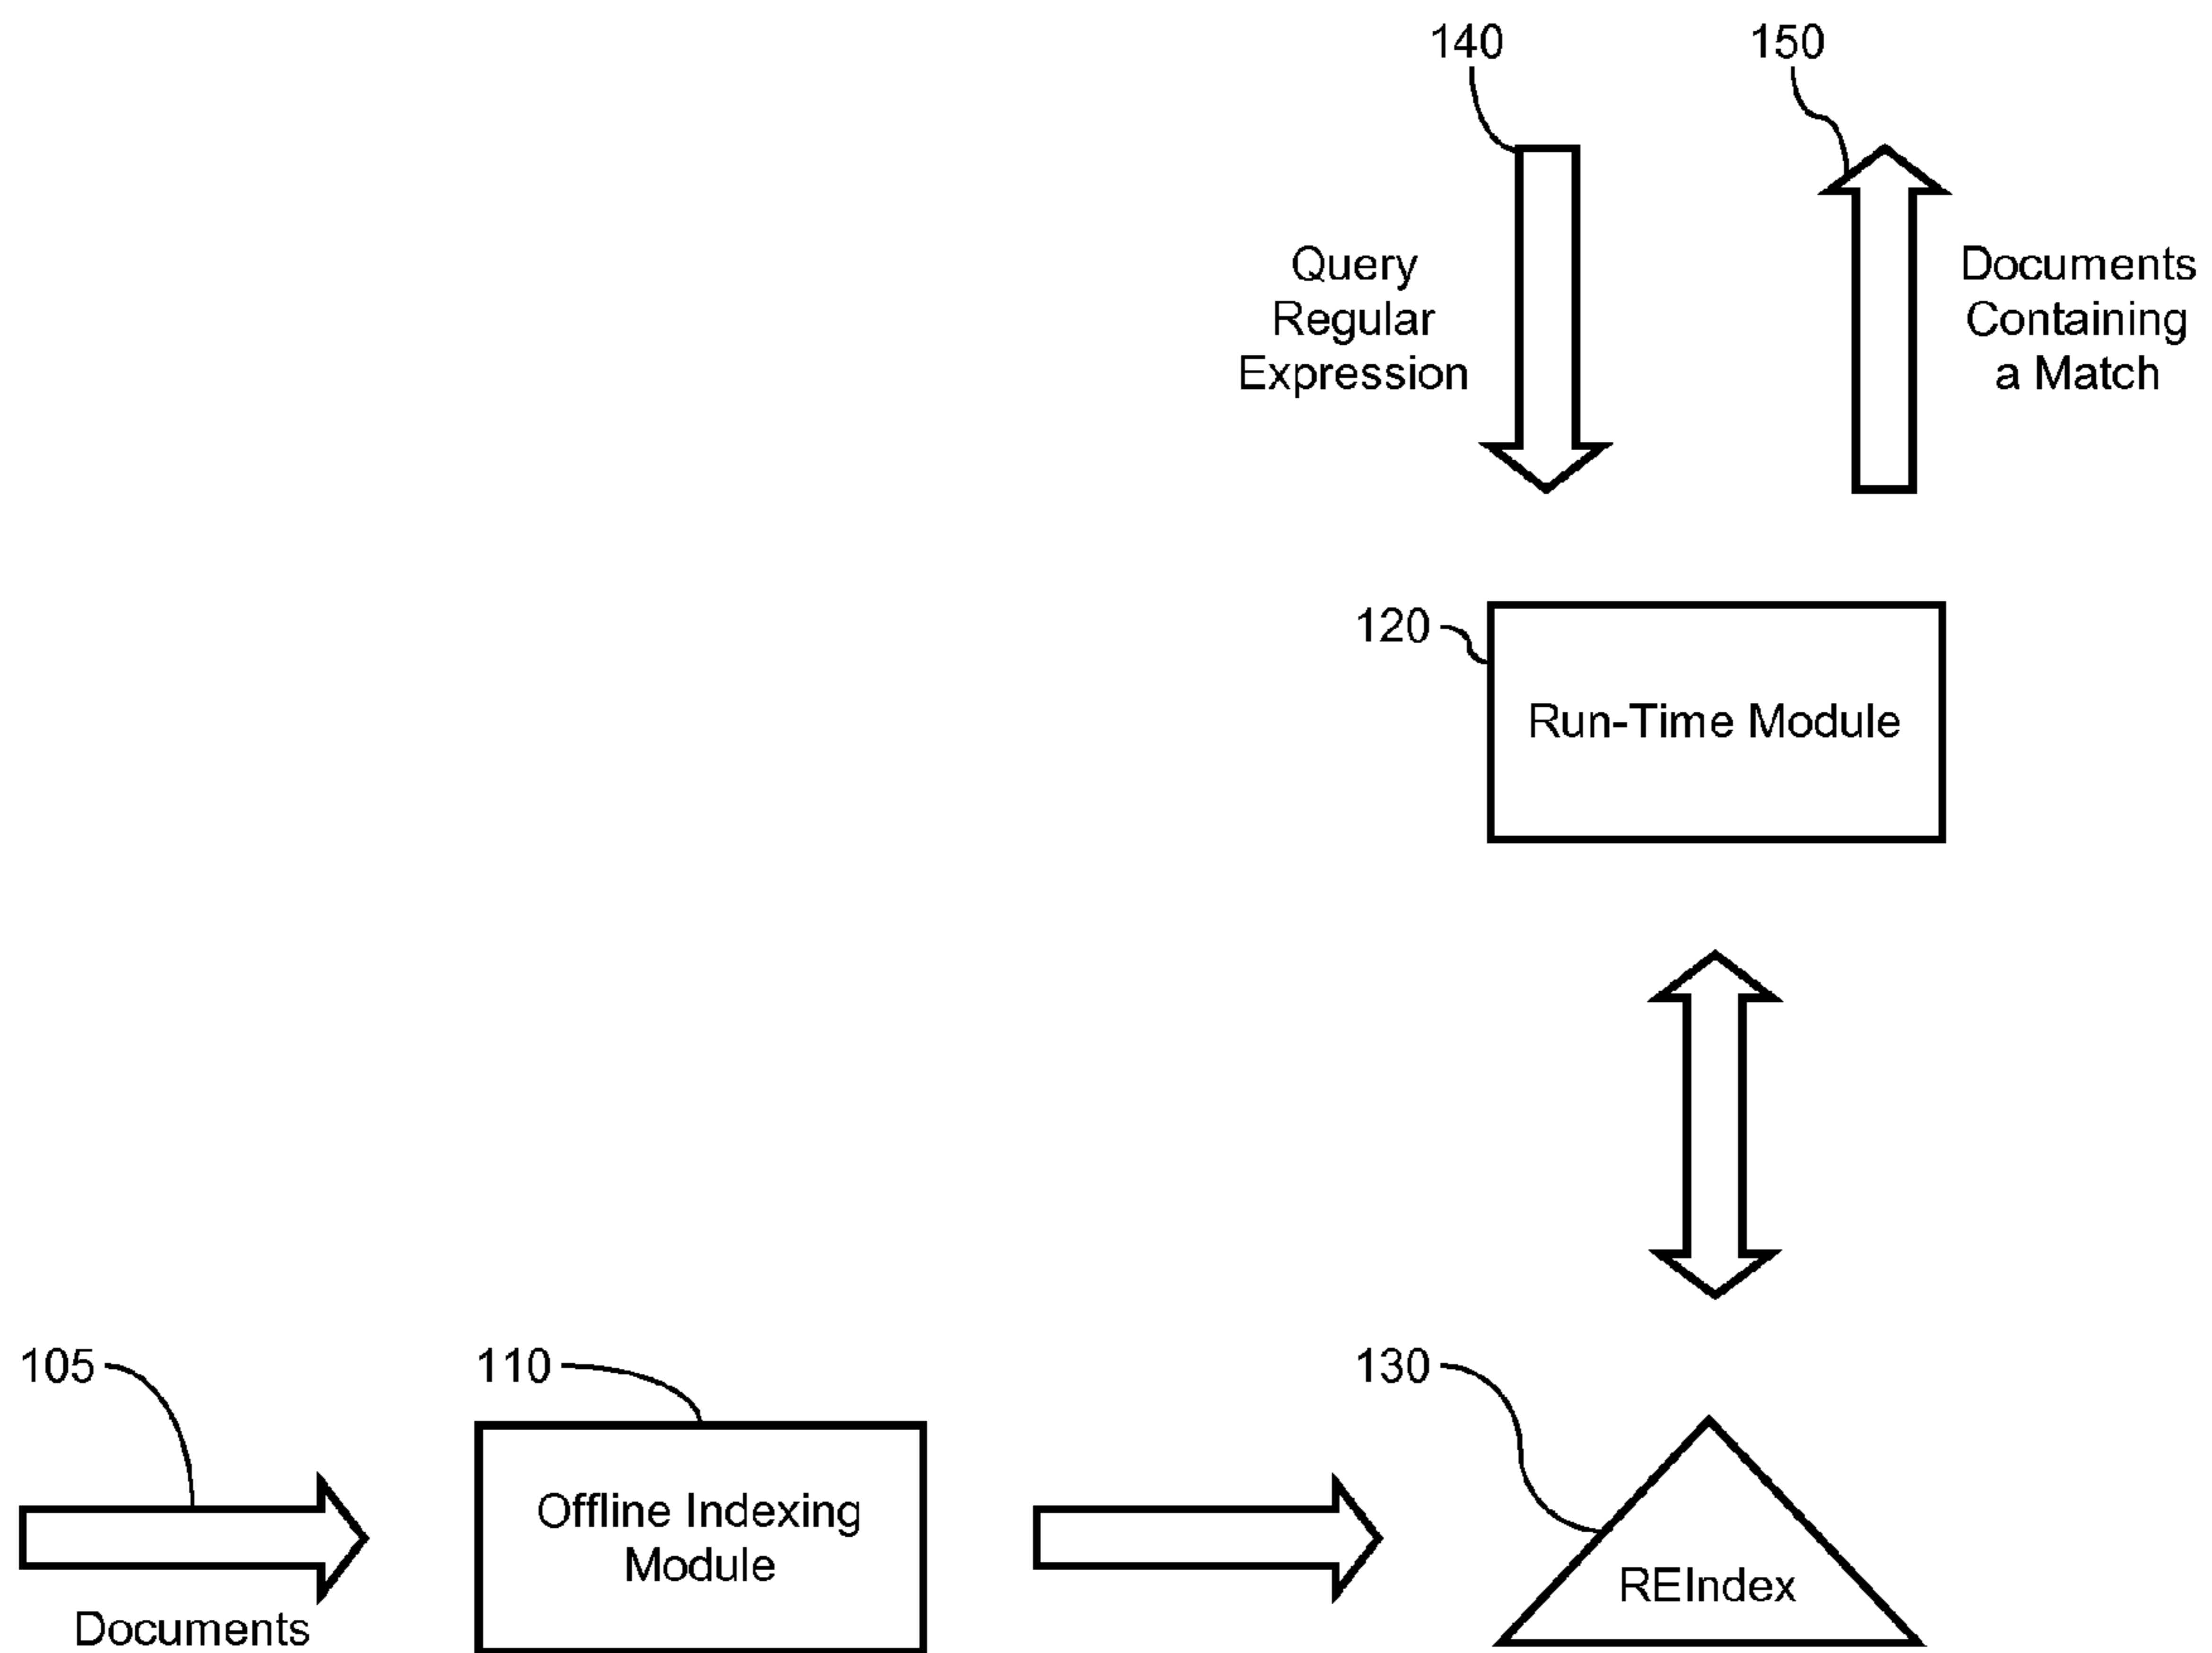 140
150
Query
Regular
Expression
Documents
Containing
a Match
120
Run-Time Module
105
110
130
Offline Indexing
Module
REIndex
Documents